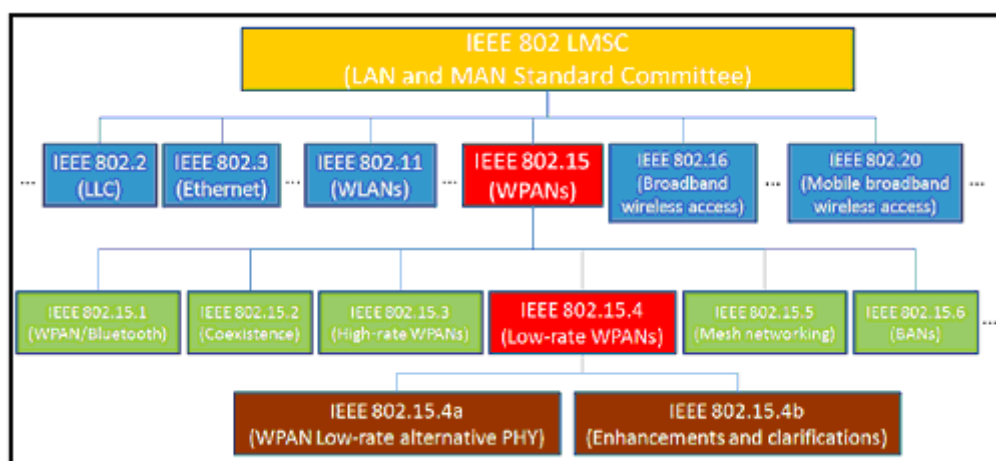 IEEE 802 LMSC
(LAN and MAN Standard Committee)
...
IEEE 802.2
(LLC)
IEEE 802.3
(Ethernet)
...
IEEE 802.11
(WLANs)
...
IEEE 802.15
(WPANs)
IEEE 802.16
(Broadband
wireless access)
...
IEEE 802.20
(Mobile broadband
wireless access)
...
IEEE 802.15.1
(WPAN/Bluetooth)
IEEE 802.15.2
(Coexistence)
IEEE 802.15.3
(High-rate WPANs)
IEEE 802.15.4
(Low-rate WPANs)
IEEE 802.15.5
(Mesh networking)
IEEE 802.15.6
(BANs)
...
IEEE 802.15.4a
(WPAN Low-rate alternative PHY)
IEEE 802.15.4b
(Enhancements and clarifications)